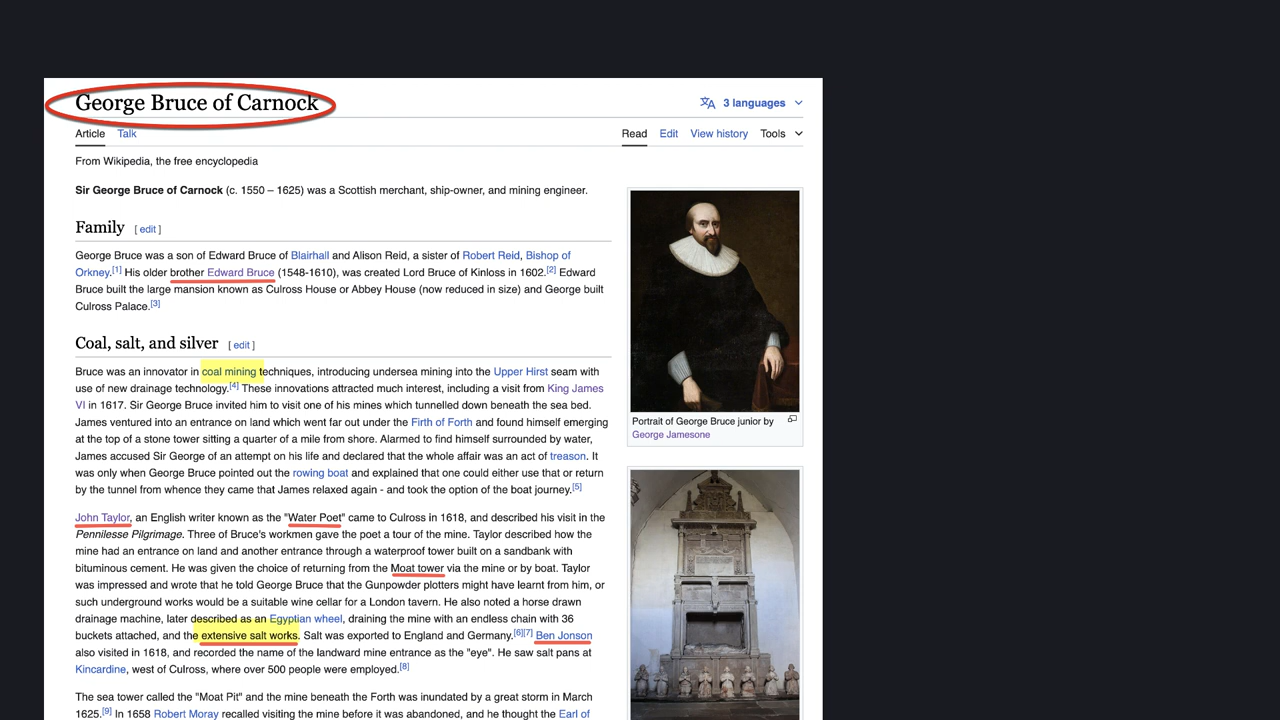 George Bruce of Carnock
3 languages
Article Talk
Read Edit View history Tools
From Wikipedia, the free encyclopedia
Sir George Bruce of Carnock (c. 1550 – 1625) was a Scottish merchant, ship-owner, and mining engineer.
Family [ edit ]
George Bruce was a son of Edward Bruce of Blairhall and Alison Reid, a sister of Robert Reid, Bishop of
Orkney.[1] His older brother Edward Bruce (1548-1610), was created Lord Bruce of Kinloss in 1602.[2] Edward
Bruce built the large mansion known as Culross House or Abbey House (now reduced in size) and George built
Culross Palace.[3]
Coal, salt, and silver [ edit ]
Bruce was an innovator in coal mining techniques, introducing undersea mining into the Upper Hirst seam with
use of new drainage technology.[4] These innovations attracted much interest, including a visit from King James
VI in 1617. Sir George Bruce invited him to visit one of his mines which tunnelled down beneath the sea bed.
James ventured into an entrance on land which went far out under the Firth of Forth and found himself emerging
at the top of a stone tower sitting a quarter of a mile from shore. Alarmed to find himself surrounded by water,
James accused Sir George of an attempt on his life and declared that the whole affair was an act of treason. It
was only when George Bruce pointed out the rowing boat and explained that one could either use that or return
by the tunnel from whence they came that James relaxed again - and took the option of the boat journey.[5]
John Taylor, an English writer known as the "Water Poet" came to Culross in 1618, and described his visit in the
Pennilesse Pilgrimage. Three of Bruce's workmen gave the poet a tour of the mine. Taylor described how the
mine had an entrance on land and another entrance through a waterproof tower built on a sandbank with
bituminous cement. He was given the choice of returning from the Moat tower via the mine or by boat. Taylor
was impressed and wrote that he told George Bruce that the Gunpowder plotters might have learnt from him, or
such underground works would be a suitable wine cellar for a London tavern. He also noted a horse drawn
drainage machine, later described as an Egyptian wheel, draining the mine with an endless chain with 36
buckets attached, and the extensive salt works. Salt was exported to England and Germany.[6][7] Ben Jonson
also visited in 1618, and recorded the name of the landward mine entrance as the "eye". He saw salt pans at
Kincardine, west of Culross, where over 500 people were employed.[8]
The sea tower called the "Moat Pit" and the mine beneath the Forth was inundated by a great storm in March
1625.[9] In 1658 Robert Moray recalled visiting the mine before it was abandoned, and he thought the Earl of
Portrait of George Bruce junior by
George Jamesone